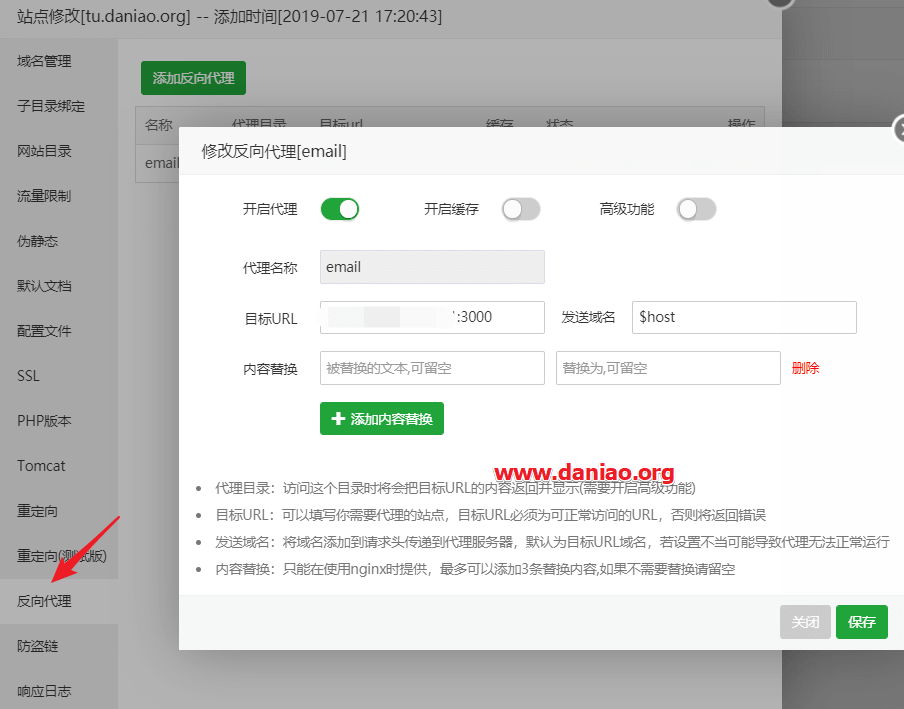 站点修改[tu.daniao.org] -- 添加时间[2019-07-21 17:20:43]
域名管理
子目录绑定
网站目录
流量限制
伪静态
默认文档
配置文件
SSL
PHP版本
Tomcat
重定向
重定向(测试版)
反向代理
防盗链
响应日志
添加反向代理
名称 代理目录 目标url 缓存 状态 操作
email
修改反向代理[email]
开启代理 开启缓存 高级功能
代理名称 email
目标URL :3000 发送域名 $host
内容替换 被替换的文本,可留空 替换为,可留空 删除
添加内容替换
www.daniao.org
代理目录：访问这个目录时将会把目标URL的内容返回并显示(需要开启高级功能)
目标URL：可以填写你需要代理的站点，目标URL必须为可正常访问的URL，否则将返回错误
发送域名：将域名添加到请求头传递到代理服务器，默认为目标URL域名，若设置不当可能导致代理无法正常运行
内容替换：只能在使用nginx时提供，最多可以添加3条替换内容,如果不需要替换请留空
关闭 保存